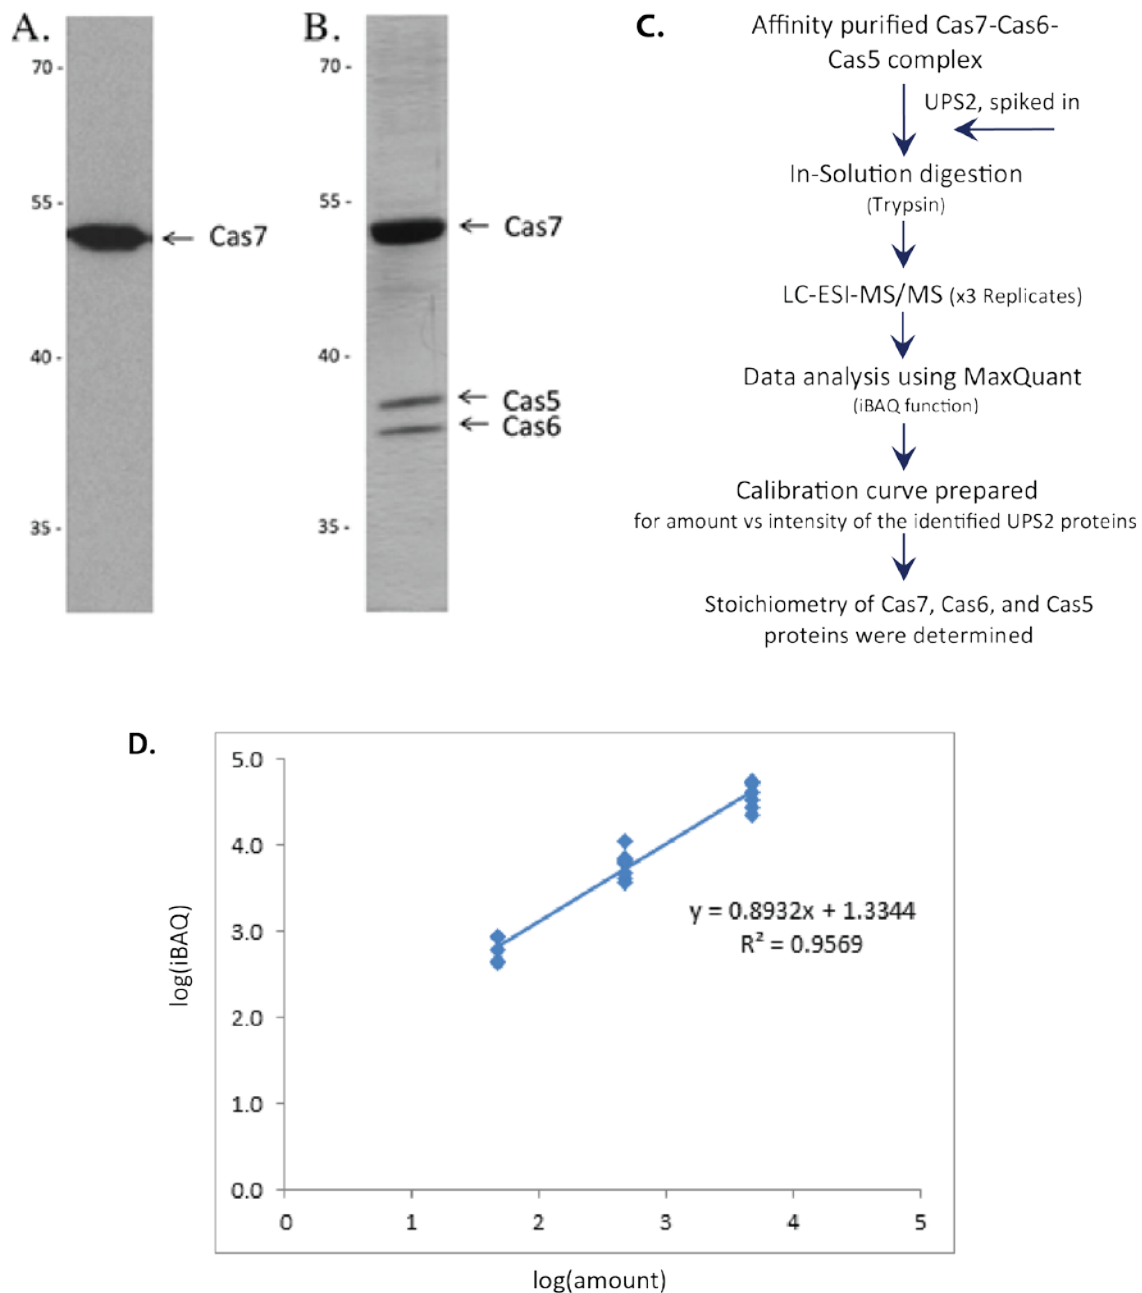 A.
70 -
55 -
40 -
35 -
Cas7
B.
70 -
55 -
40 -
35 -
Cas7
Cas5
Cas6
C.
Affinity purified Cas7-Cas6-
Cas5 complex
UPS2, spiked in
In-Solution digestion
(Trypsin)
LC-ESI-MS/MS (x3 Replicates)
Data analysis using MaxQuant
(iBAQ function)
Calibration curve prepared
for amount vs intensity of the identified UPS2 proteins
Stoichiometry of Cas7, Cas6, and Cas5
proteins were determined
D.
5.0
4.0
3.0
2.0
1.0
0.0
log(iBAQ)
y = 0.8932x + 1.3344
R² = 0.9569
0 1 2 3 4 5
log(amount)